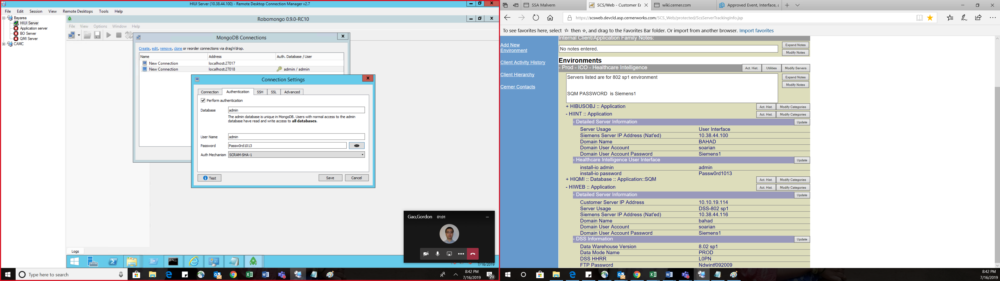 HIUI Server (10.38.44.100) - Remote Desktop Connection Manager v2.7
File Edit Session View Remote Desktops Tools Help
Bayarea
HIUI Server
Application server
BO Server
QMI Server
CAMC
Robomongo 0.9.0-RC10
File View Options Window Help
MongoDB Connections
Create, edit, remove, clone or reorder connections via drag'n'drop.
Name Address Auth. Database / User
New Connection localhost:27017
New Connection localhost:27018 admin / admin
Connection Settings
Connection Authentication SSH SSL Advanced
Perform authentication
Database admin
The admin database is unique in MongoDB. Users with normal access to the admin
database have read and write access to all databases.
User Name admin
Password Passw0rd1013
Auth Mechanism SCRAM-SHA-1
Test Save Cancel
Gao,Gordon 01:01
Logs
7/16/2019
Type here to search
8:42 PM
7/16/2019
20
SSA Malvern
SCS/Web - Customer Er
wiki.cerner.com
Approved Event, Interface, a
https://scsweb.devcld.asp.cernerworks.com/SCS_Web/protected/ScsServerTrackingInfo.jsp
To see favorites here, select then, and drag to the Favorites Bar folder. Or import from another browser. Import favorites
Add New
Environment
Client Activity History
Client Hierarchy
Cerner Contacts
Internal Client/Application Family Notes:
No notes entered.
Expand Notes
Modify Notes
Environments
- Prod - ICO - Healthcare Intelligence Act. Hist. Utilities Modify Servers
Servers listed are for 802 sp1 environment
SQM PASSWORD is Siemens1
Expand Notes
Modify Notes
+ HIBUSOBJ :: Application Act. Hist. Modify Categories
- HIINT :: Application Act. Hist. Modify Categories
- Detailed Server Information Update
Server Usage User Interface
Siemens Server IP Address (Nat'ed) 10.38.44.100
Domain Name BAHAD
Domain User Account soarian
Domain User Account Password Siemens1
- Healthcare Intelligence User Interface Update
install-io admin admin
install-io password Passw0rd1013
+ HIQMI :: Database :: Application::SQM Act. Hist. Modify Categories
- HIWEB :: Application Act. Hist. Modify Categories
- Detailed Server Information Update
Customer Server IP Address 10.10.19.114
Server Usage DSS-802 sp1
Siemens Server IP Address (Nat'ed) 10.38.44.116
Domain Name bahad
Domain User Account soarian
Domain User Account Password Siemens1
- DSS Information Update
Data Warehouse Version 8.02 sp1
Data Mode Name PROD
DSS HHRR L0PN
FTP Password Ndwintf092009
8:42 PM
7/16/2019